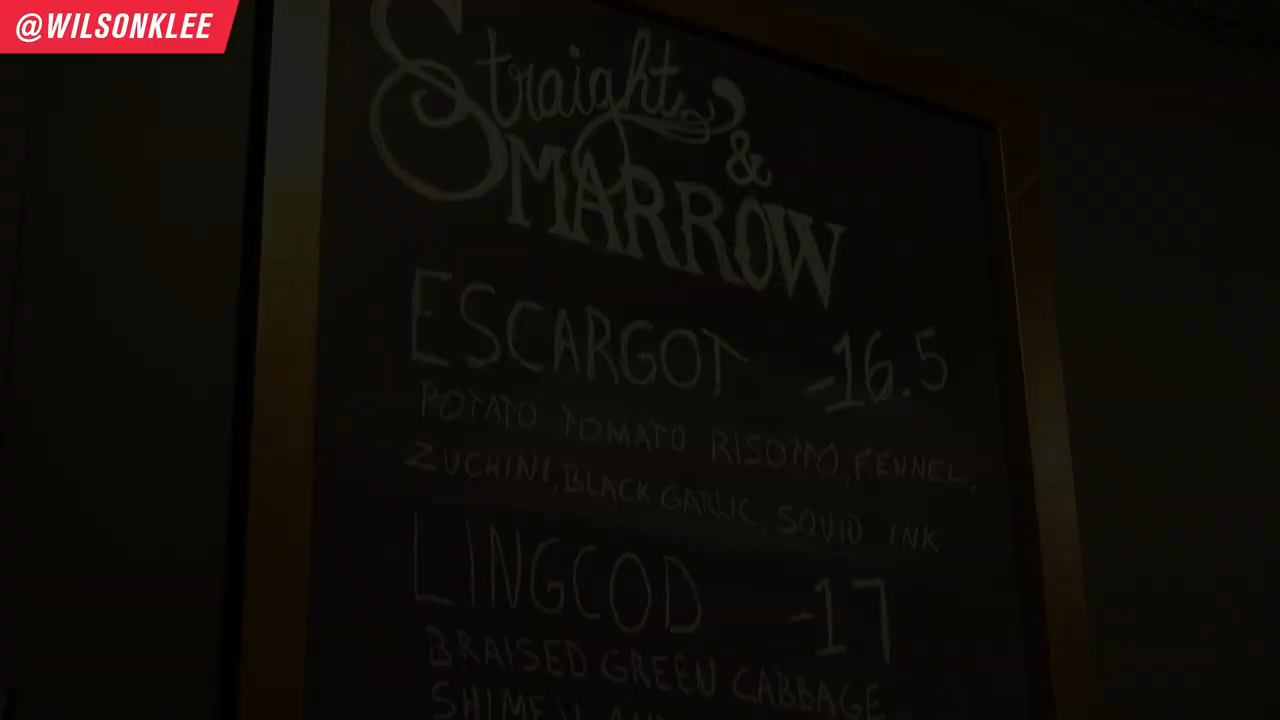 @WILSONKLEE
Straight
&
MARROW
ESCARGOT -16.5
POTATO TOMATO RISOTTO, FENNEL,
ZUCHINI, BLACK GARLIC, SQUID INK
LINGCOD -17
BRAISED GREEN CABBAGE